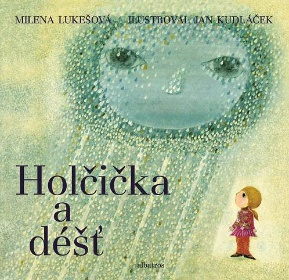 MILENA LUKEŠOVÁ ILUSTROVAL JAN KUDLÁČEK
Holčička
a
déšť
albatros